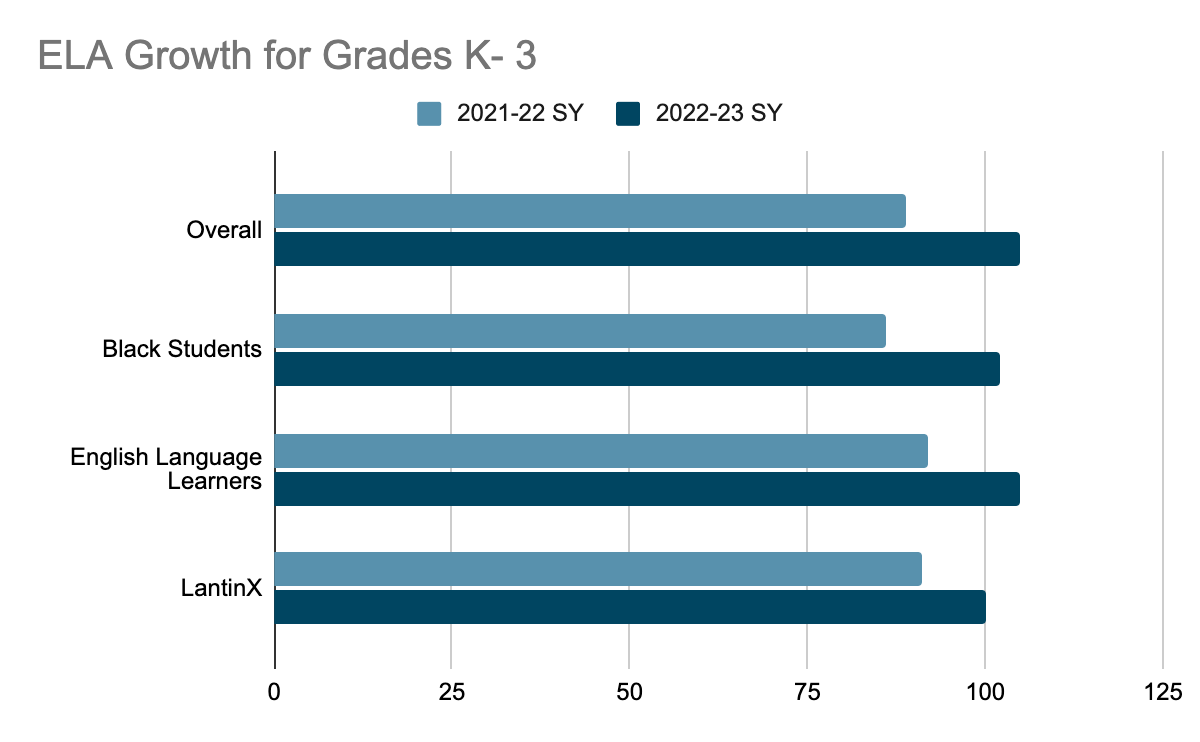 ELA Growth for Grades K- 3
2021-22 SY 2022-23 SY
Overall
Black Students
English Language
Learners
LantinX
0 25 50 75 100 125